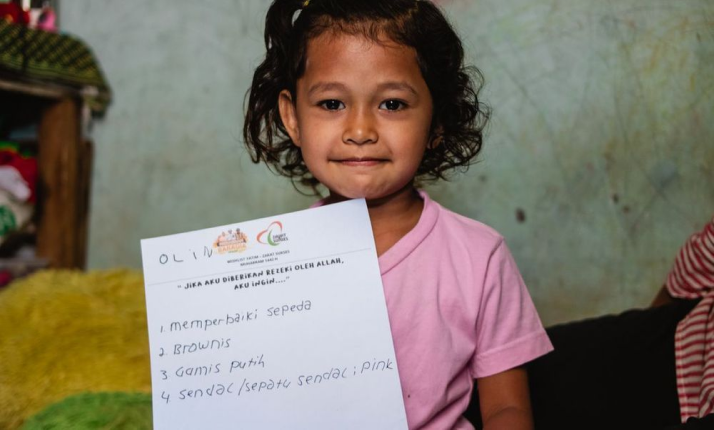 OLIN
" JIKA AKU DIBERIKAN REZEKI OLEH ALLAH,
AKU INGIN...."
1. memperbaiki sepeda
2. Brownis
3 Gamis putih
4 sendal/sepatu sendal ; pink